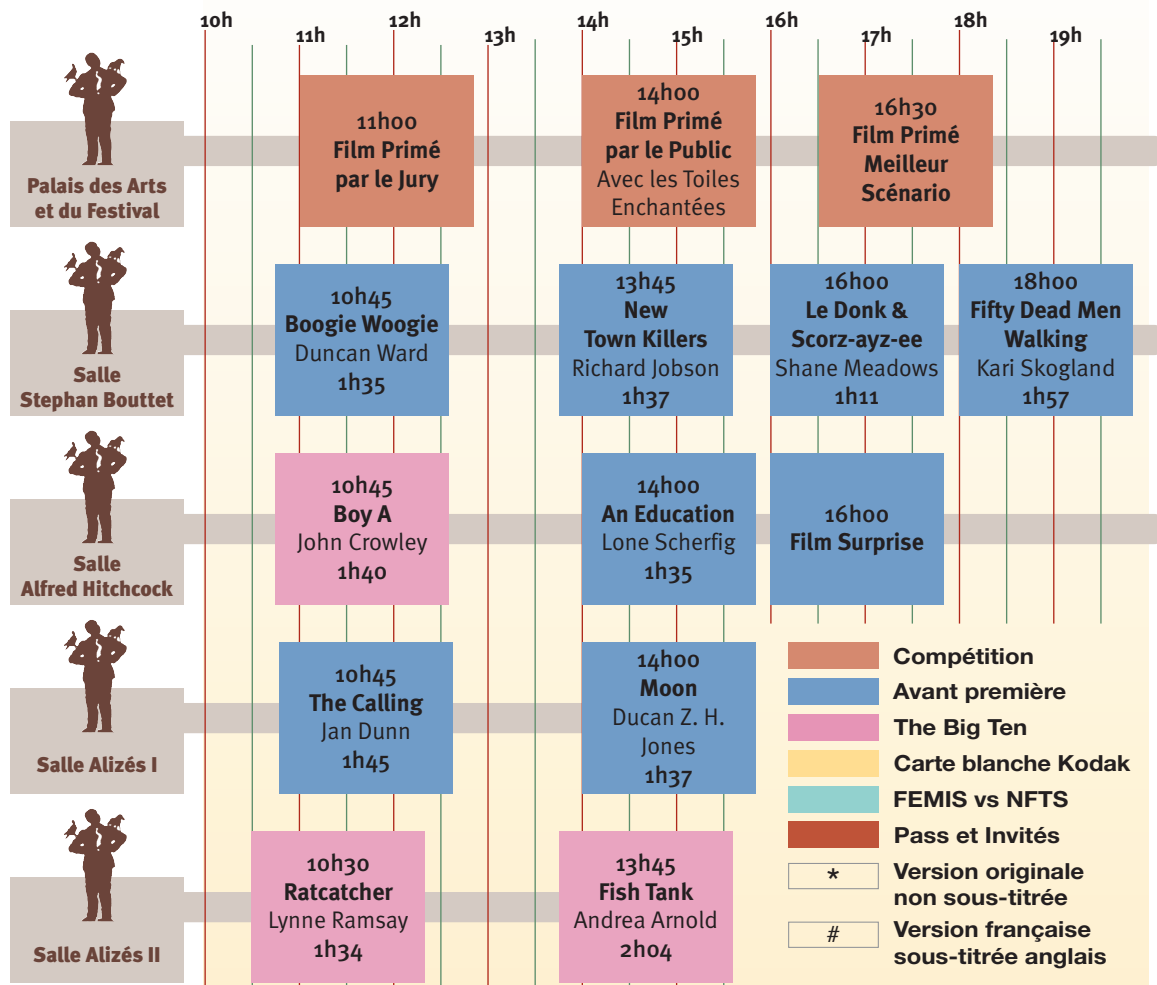 10h
11h
12h
13h
14h
15h
16h
17h
18h
19h
Palais des Arts
et du Festival
11h00
Film Primé
par le Jury
14h00
Film Primé
par le Public
Avec les Toiles
Enchantées
16h30
Film Primé
Meilleur
Scénario
Salle
Stephan Bouttet
10h45
Boogie Woogie
Duncan Ward
1h35
13h45
New
Town Killers
Richard Jobson
1h37
16h00
Le Donk &
Scorz-ayz-ee
Shane Meadows
1h11
18h00
Fifty Dead Men
Walking
Kari Skogland
1h57
Salle
Alfred Hitchcock
10h45
Boy A
John Crowley
1h40
14h00
An Education
Lone Scherfig
1h35
16h00
Film Surprise
Salle Alizés I
10h45
The Calling
Jan Dunn
1h45
14h00
Moon
Ducan Z. H.
Jones
1h37
Salle Alizés II
10h30
Ratcatcher
Lynne Ramsay
1h34
13h45
Fish Tank
Andrea Arnold
2h04
Compétition
Avant première
The Big Ten
Carte blanche Kodak
FEMIS vs NFTS
Pass et Invités
* Version originale
non sous-titrée
# Version française
sous-titrée anglais